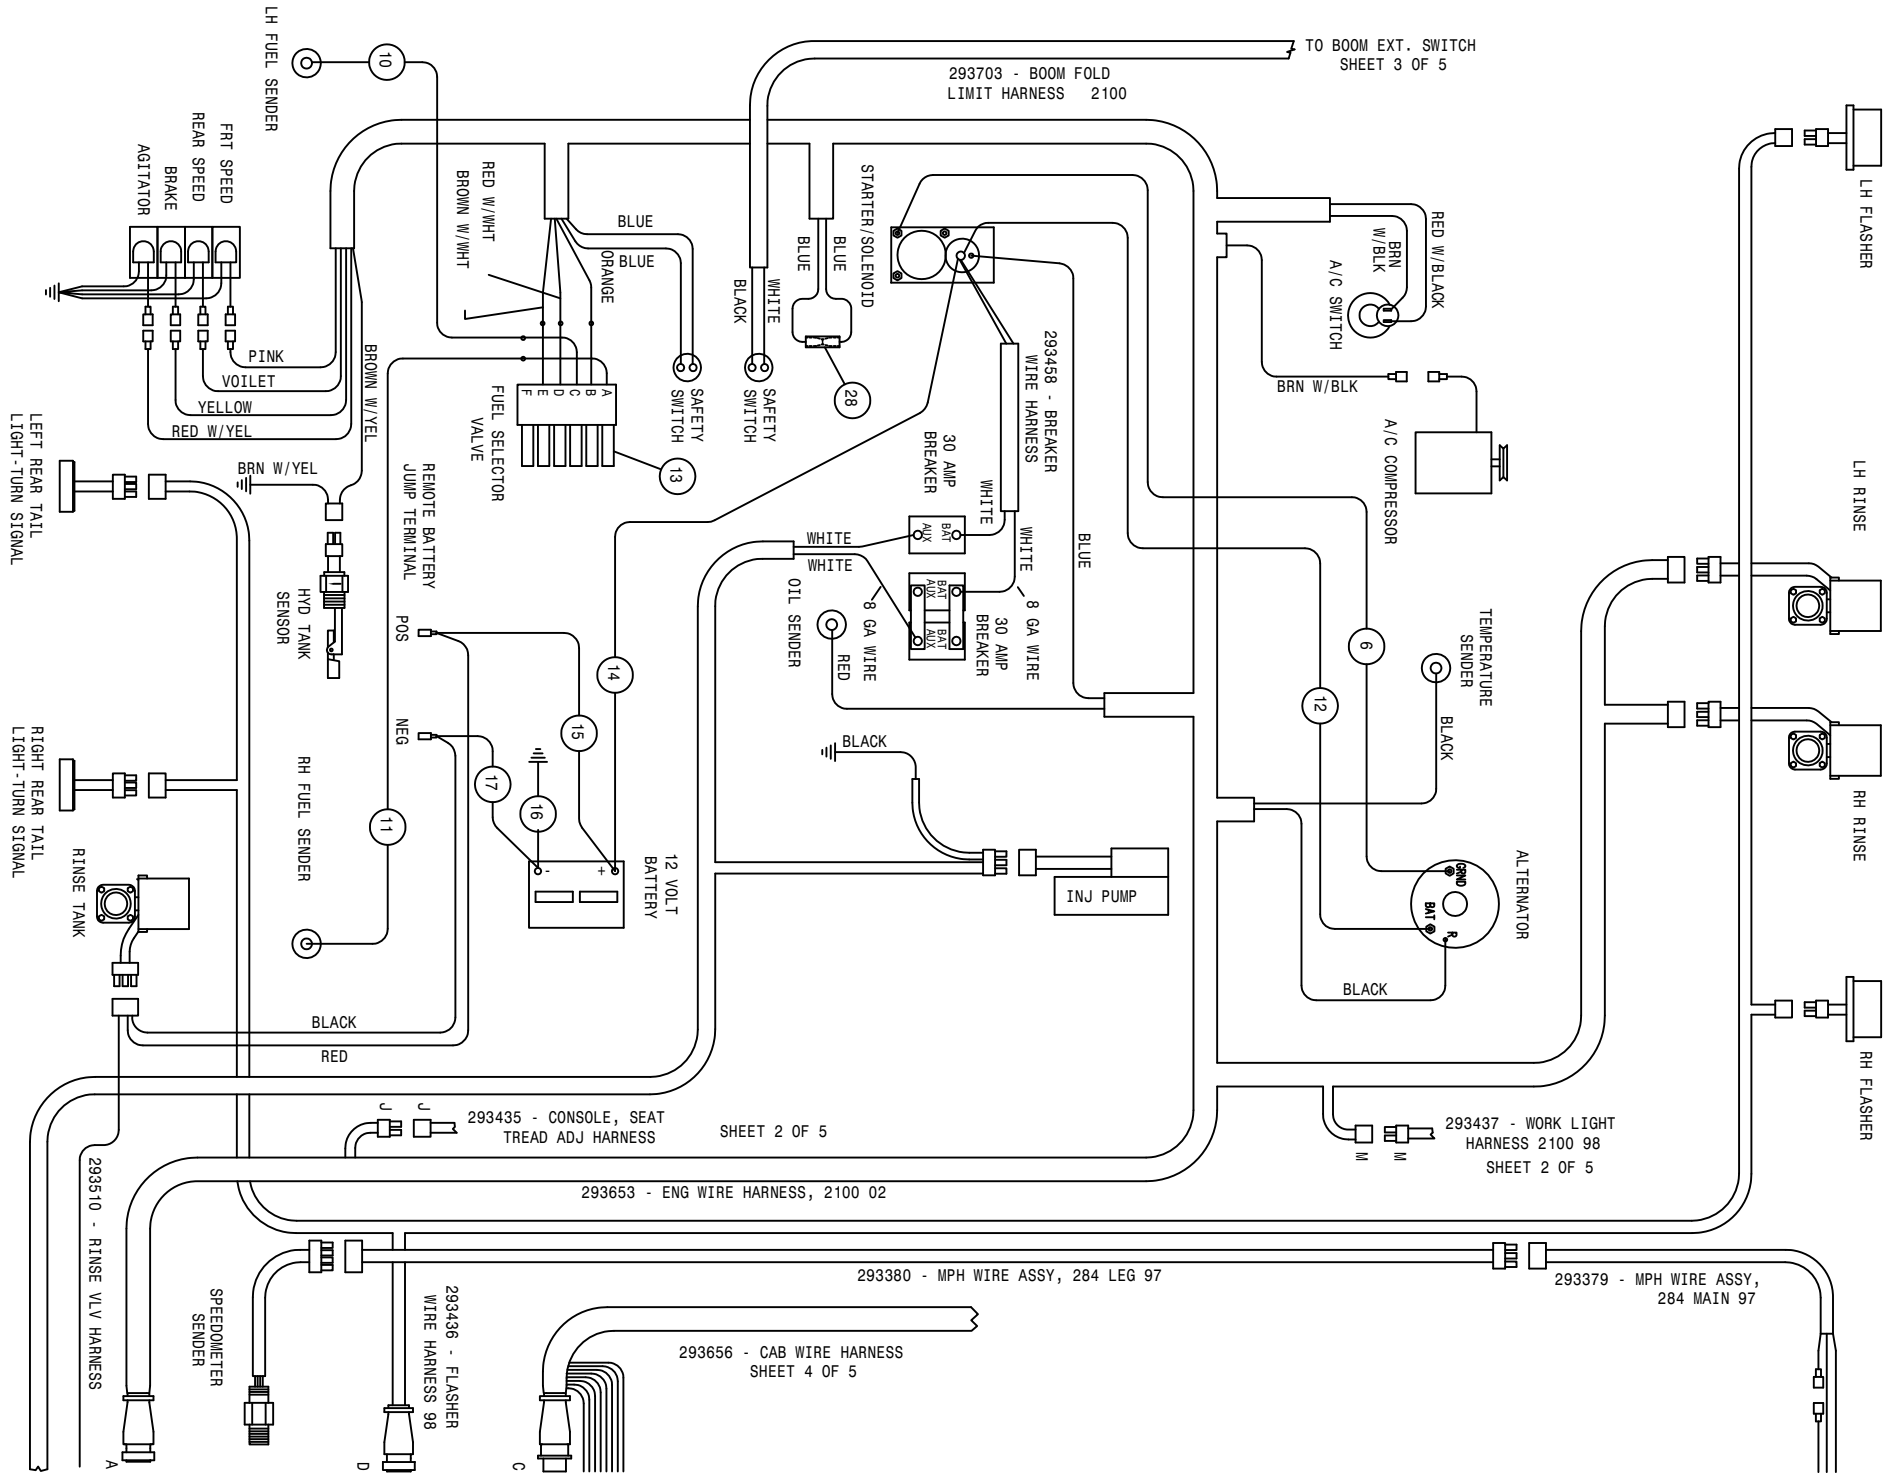 TO BOOM EXT. SWITCH
SHEET 3 OF 5
293703 - BOOM FOLD
LIMIT HARNESS 2100
LH FUEL SENDER
10
FRT SPEED
REAR SPEED
BRAKE
AGITATOR
PINK
VOILET
YELLOW
RED W/YEL
BROWN W/YEL
BRN W/YEL
RED W/WHT
BROWN W/WHT
ORANGE
BLUE
BLUE
WHITE
BLACK
BLUE
BLUE
STARTER/SOLENOID
28
SAFETY
SWITCH
SAFETY
SWITCH
A
B
C
D
E
F
FUEL SELECTOR
VALVE
13
293458 - BREAKER
WIRE HARNESS
30 AMP
BREAKER
WHITE
BAT
AUX
WHITE
8 GA WIRE
WHITE
WHITE
8 GA WIRE
BAT
AUX
BAT
AUX
30 AMP
BREAKER
OIL SENDER
RED
BLUE
RED W/BLACK
BRN
W/BLK
A/C SWITCH
BRN W/BLK
A/C COMPRESSOR
LH FLASHER
LH RINSE
RH RINSE
RH FLASHER
TEMPERATURE
SENDER
BLACK
6
12
ALTERNATOR
GRND
BAT
R
BLACK
LEFT REAR TAIL
LIGHT-TURN SIGNAL
HYD TANK
SENSOR
REMOTE BATTERY
JUMP TERMINAL
POS
NEG
14
15
16
17
11
RH FUEL SENDER
12 VOLT
BATTERY
-
+
BLACK
INJ PUMP
RIGHT REAR TAIL
LIGHT-TURN SIGNAL
RINSE TANK
BLACK
RED
J
J
293435 - CONSOLE, SEAT
TREAD ADJ HARNESS
SHEET 2 OF 5
M
M
293437 - WORK LIGHT
HARNESS 2100 98
SHEET 2 OF 5
293653 - ENG WIRE HARNESS, 2100 02
293510 - RINSE VLV HARNESS
293380 - MPH WIRE ASSY, 284 LEG 97
293379 - MPH WIRE ASSY,
284 MAIN 97
SPEEDOMETER
SENDER
293436 - FLASHER
WIRE HARNESS 98
293656 - CAB WIRE HARNESS
SHEET 4 OF 5
A
D
C